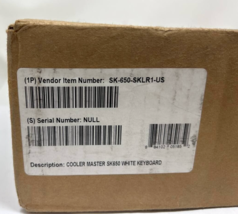 (1P) Vendor Item Number: SK-650-SKLR1-US
(S) Serial Number: NULL
Description: COOLER MASTER SK650 WHITE KEYBOARD